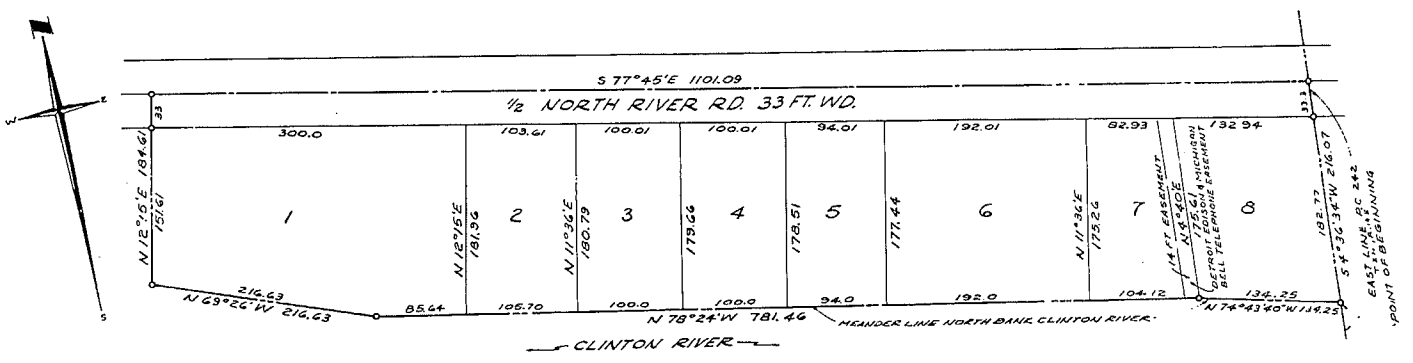 S 77°45'E 1101.09
1/2 NORTH RIVER RD. 33 FT. WD.
33
33.3
300.0
103.61
100.01
100.01
94.01
192.01
82.93
132.94
N 12°15'E 184.61
151.61
1
N 12°15'E
181.96
2
N 11°36'E
180.79
3
179.66
4
178.51
5
177.44
6
N 11°36'E
175.26
7
14 FT EASEMENT
N 4°40'E
175.61
DETROIT EDISON & MICHIGAN
BELL TELEPHONE EASEMENT
8
182.77
S 4°36'34"W 216.07
EAST LINE P.C. 242
POINT OF BEGINNING
216.63
N 69°26'W 216.63
85.64
105.70
100.0
100.0
94.0
192.0
104.12
134.25
N 78°24'W 781.46
MEANDER LINE NORTH BANK CLINTON RIVER
N 74°43'40"W 134.25
CLINTON RIVER
S